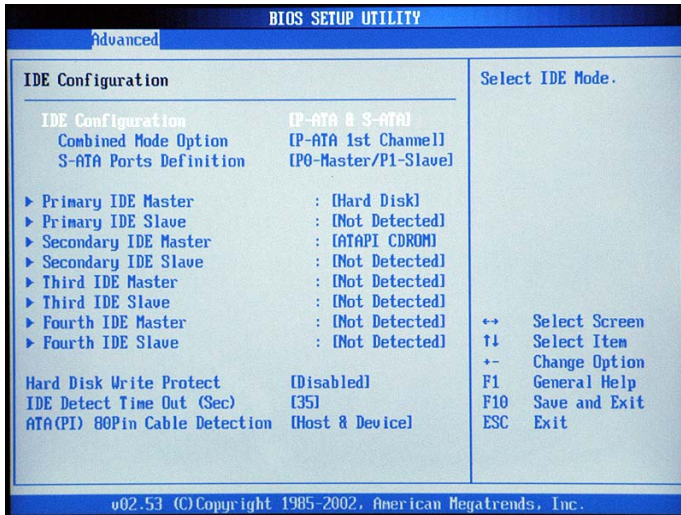 BIOS SETUP UTILITY
Advanced
IDE Configuration
IDE Configuration [P-ATA & S-ATA]
Combined Mode Option [P-ATA 1st Channel]
S-ATA Ports Definition [P0-Master/P1-Slave]
▶ Primary IDE Master : [Hard Disk]
▶ Primary IDE Slave : [Not Detected]
▶ Secondary IDE Master : [ATAPI CDROM]
▶ Secondary IDE Slave : [Not Detected]
▶ Third IDE Master : [Not Detected]
▶ Third IDE Slave : [Not Detected]
▶ Fourth IDE Master : [Not Detected]
▶ Fourth IDE Slave : [Not Detected]
Hard Disk Write Protect [Disabled]
IDE Detect Time Out (Sec) [35]
ATA(PI) 80Pin Cable Detection [Host & Device]
Select IDE Mode.
↔ Select Screen
↑↓ Select Item
+- Change Option
F1 General Help
F10 Save and Exit
ESC Exit
v02.53 (C)Copyright 1985-2002, American Megatrends, Inc.